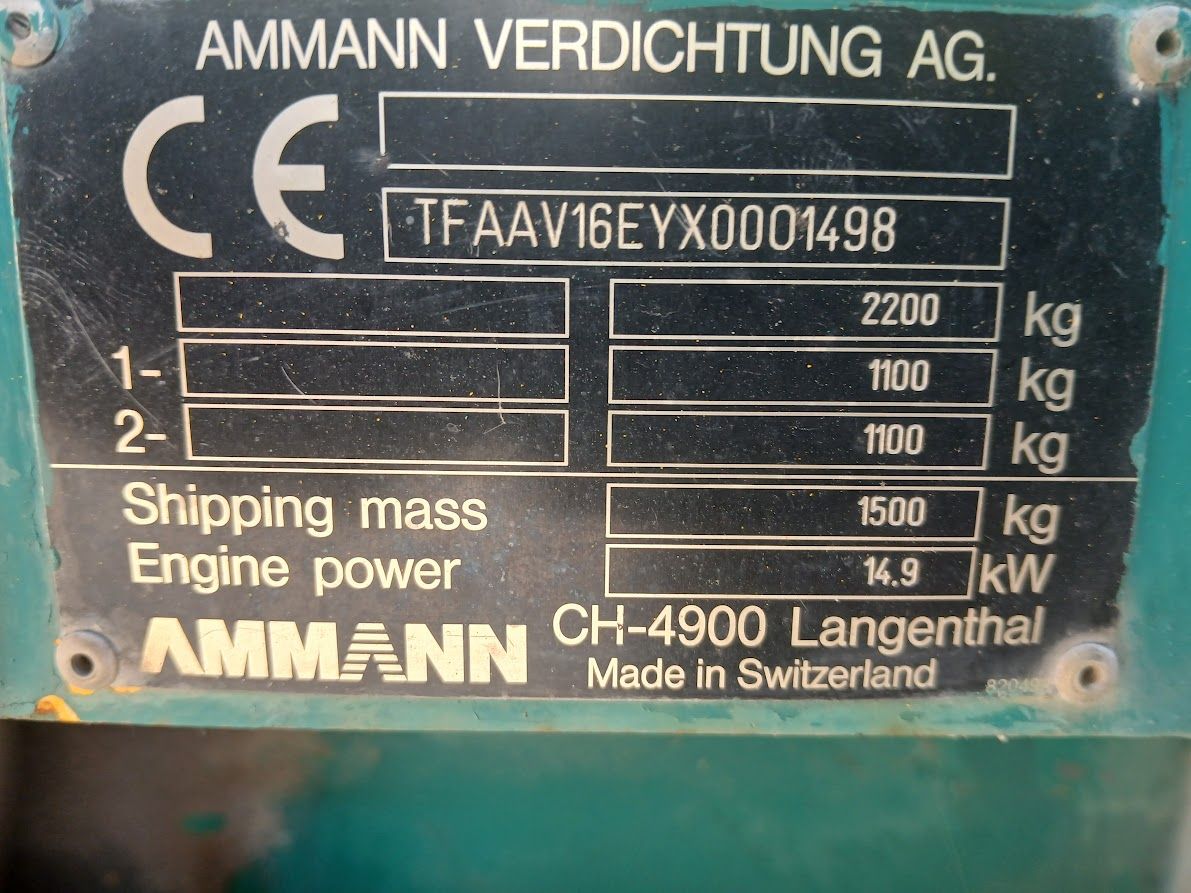 AMMANN VERDICHTUNG AG.
CE
TFAAV16EYX0001498
2200 kg
1- 1100 kg
2- 1100 kg
Shipping mass 1500 kg
Engine power 14.9 kW
AMMANN CH-4900 Langenthal
Made in Switzerland